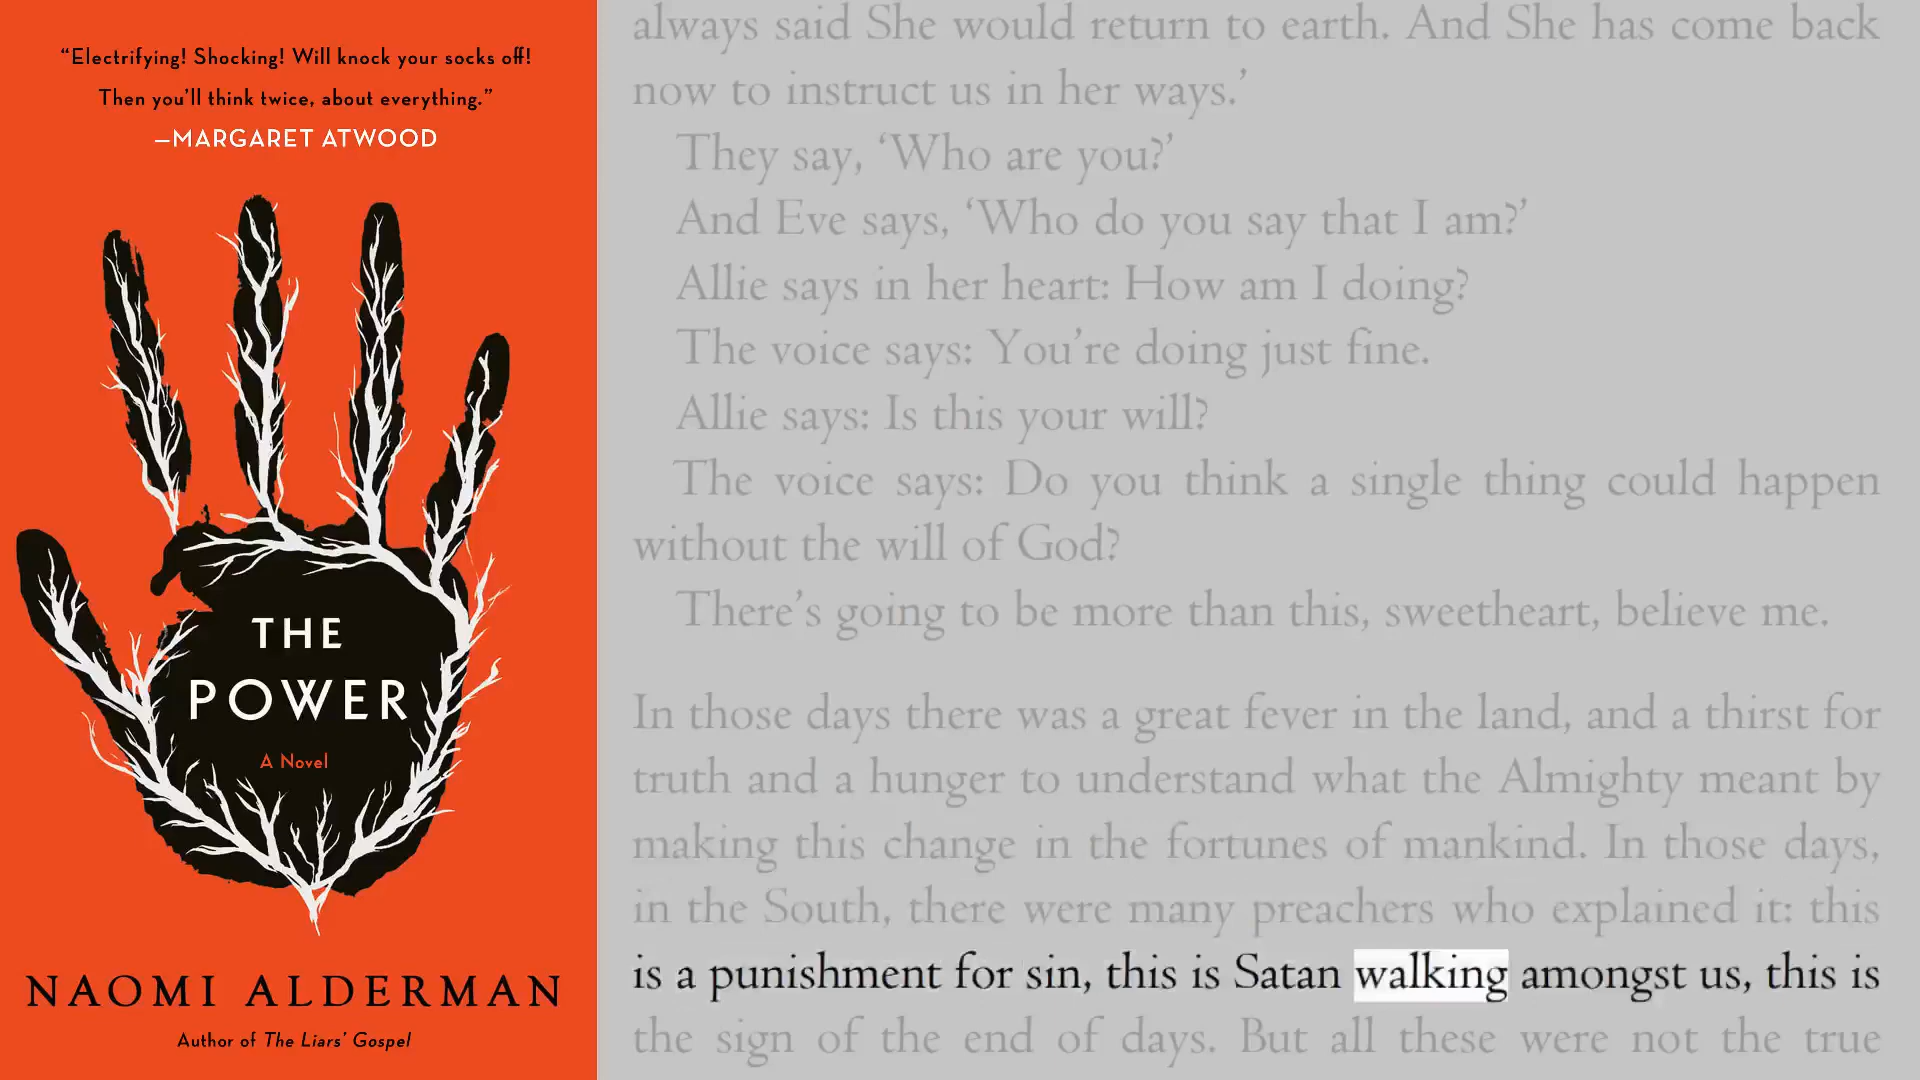 “Electrifying! Shocking! Will knock your socks off!
Then you’ll think twice, about everything.”
—MARGARET ATWOOD
THE
POWER
A Novel
NAOMI ALDERMAN
Author of The Liars’ Gospel
always said She would return to earth. And She has come back
now to instruct us in her ways.’
They say, ‘Who are you?’
And Eve says, ‘Who do you say that I am?’
Allie says in her heart: How am I doing?
The voice says: You’re doing just fine.
Allie says: Is this your will?
The voice says: Do you think a single thing could happen
without the will of God?
There’s going to be more than this, sweetheart, believe me.
In those days there was a great fever in the land, and a thirst for
truth and a hunger to understand what the Almighty meant by
making this change in the fortunes of mankind. In those days,
in the South, there were many preachers who explained it: this
is a punishment for sin, this is Satan walking amongst us, this is
the sign of the end of days. But all these were not the true